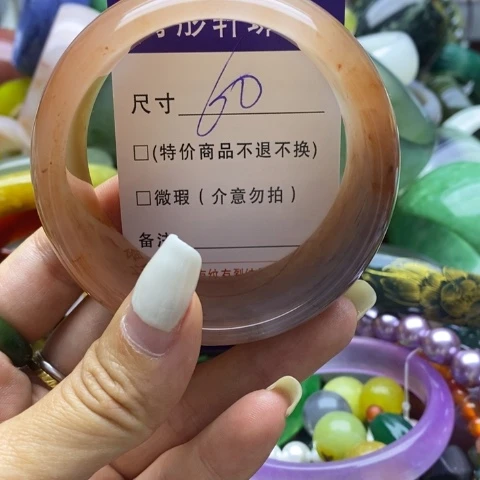 尺寸 60
□(特价商品不退不换)
□微瑕（介意勿拍）
备注